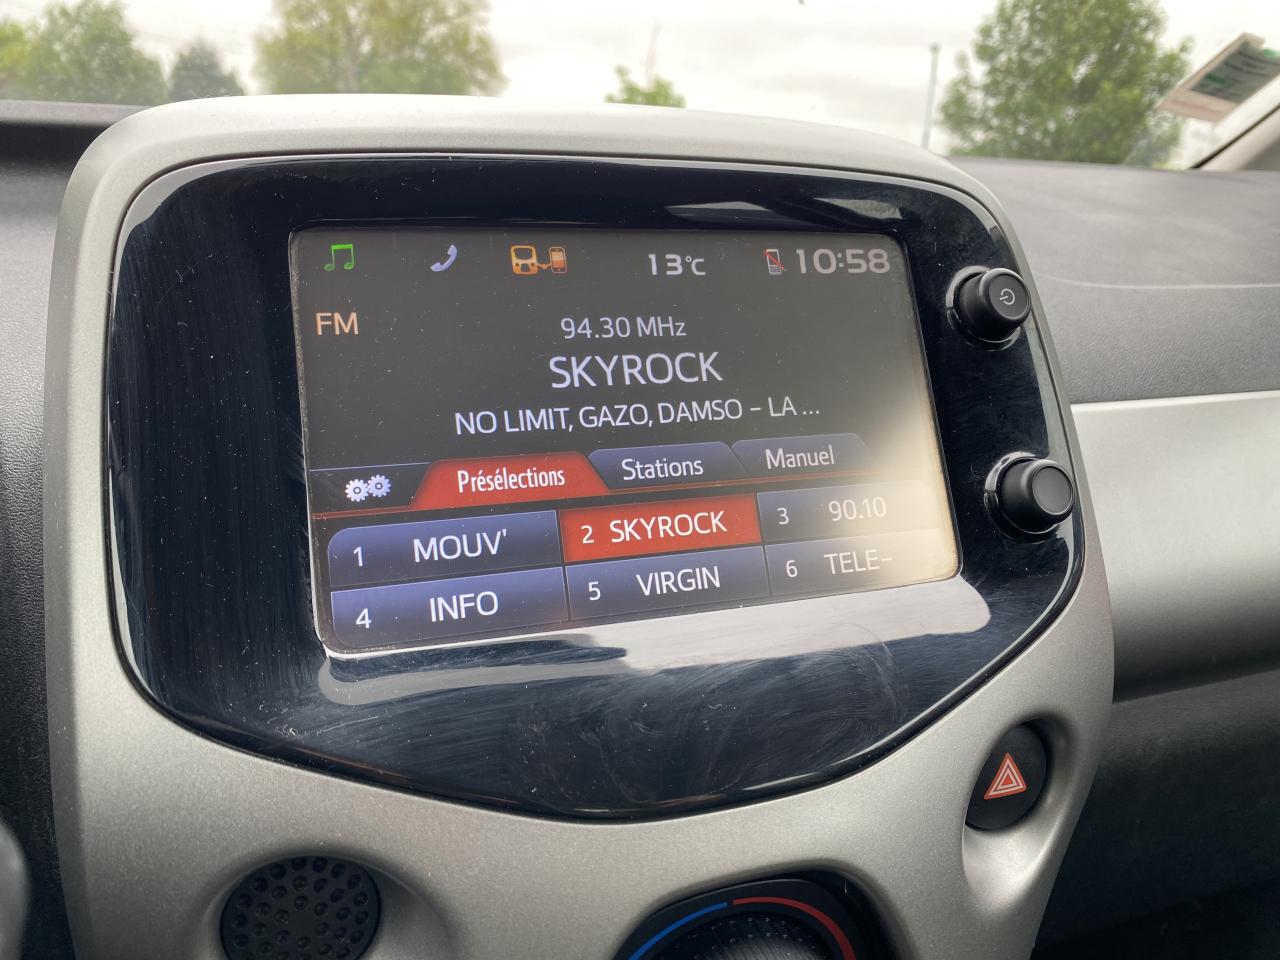 13°C
10:58
FM
94.30 MHz
SKYROCK
NO LIMIT, GAZO, DAMSO - LA ...
Présélections
Stations
Manuel
1 MOUV'
2 SKYROCK
3 90.10
4 INFO
5 VIRGIN
6 TELE-